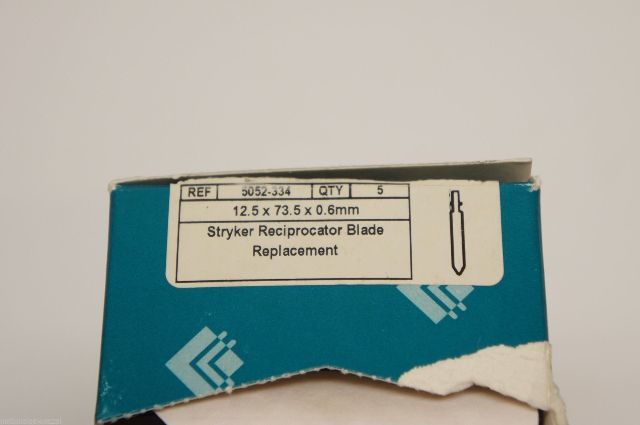 REF 5052-334 QTY 5
12.5 x 73.5 x 0.6mm
Stryker Reciprocator Blade
Replacement